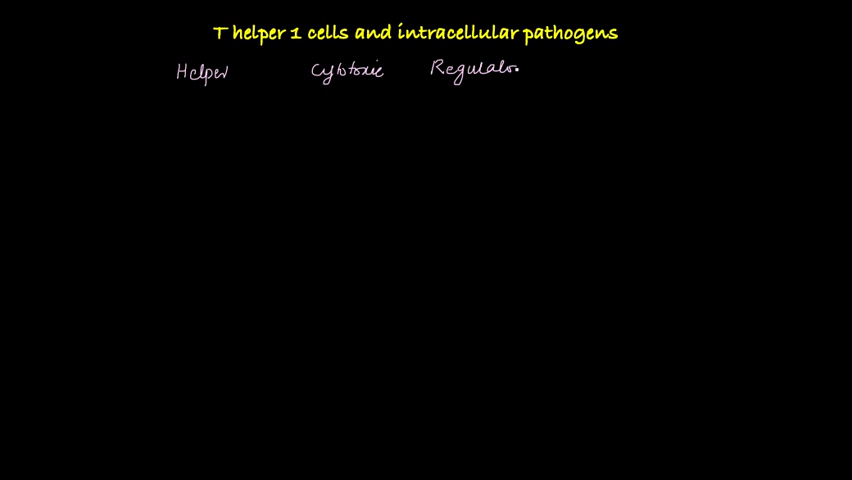 T helper 1 cells and intracellular pathogens
Helper Cytotoxic Regulato